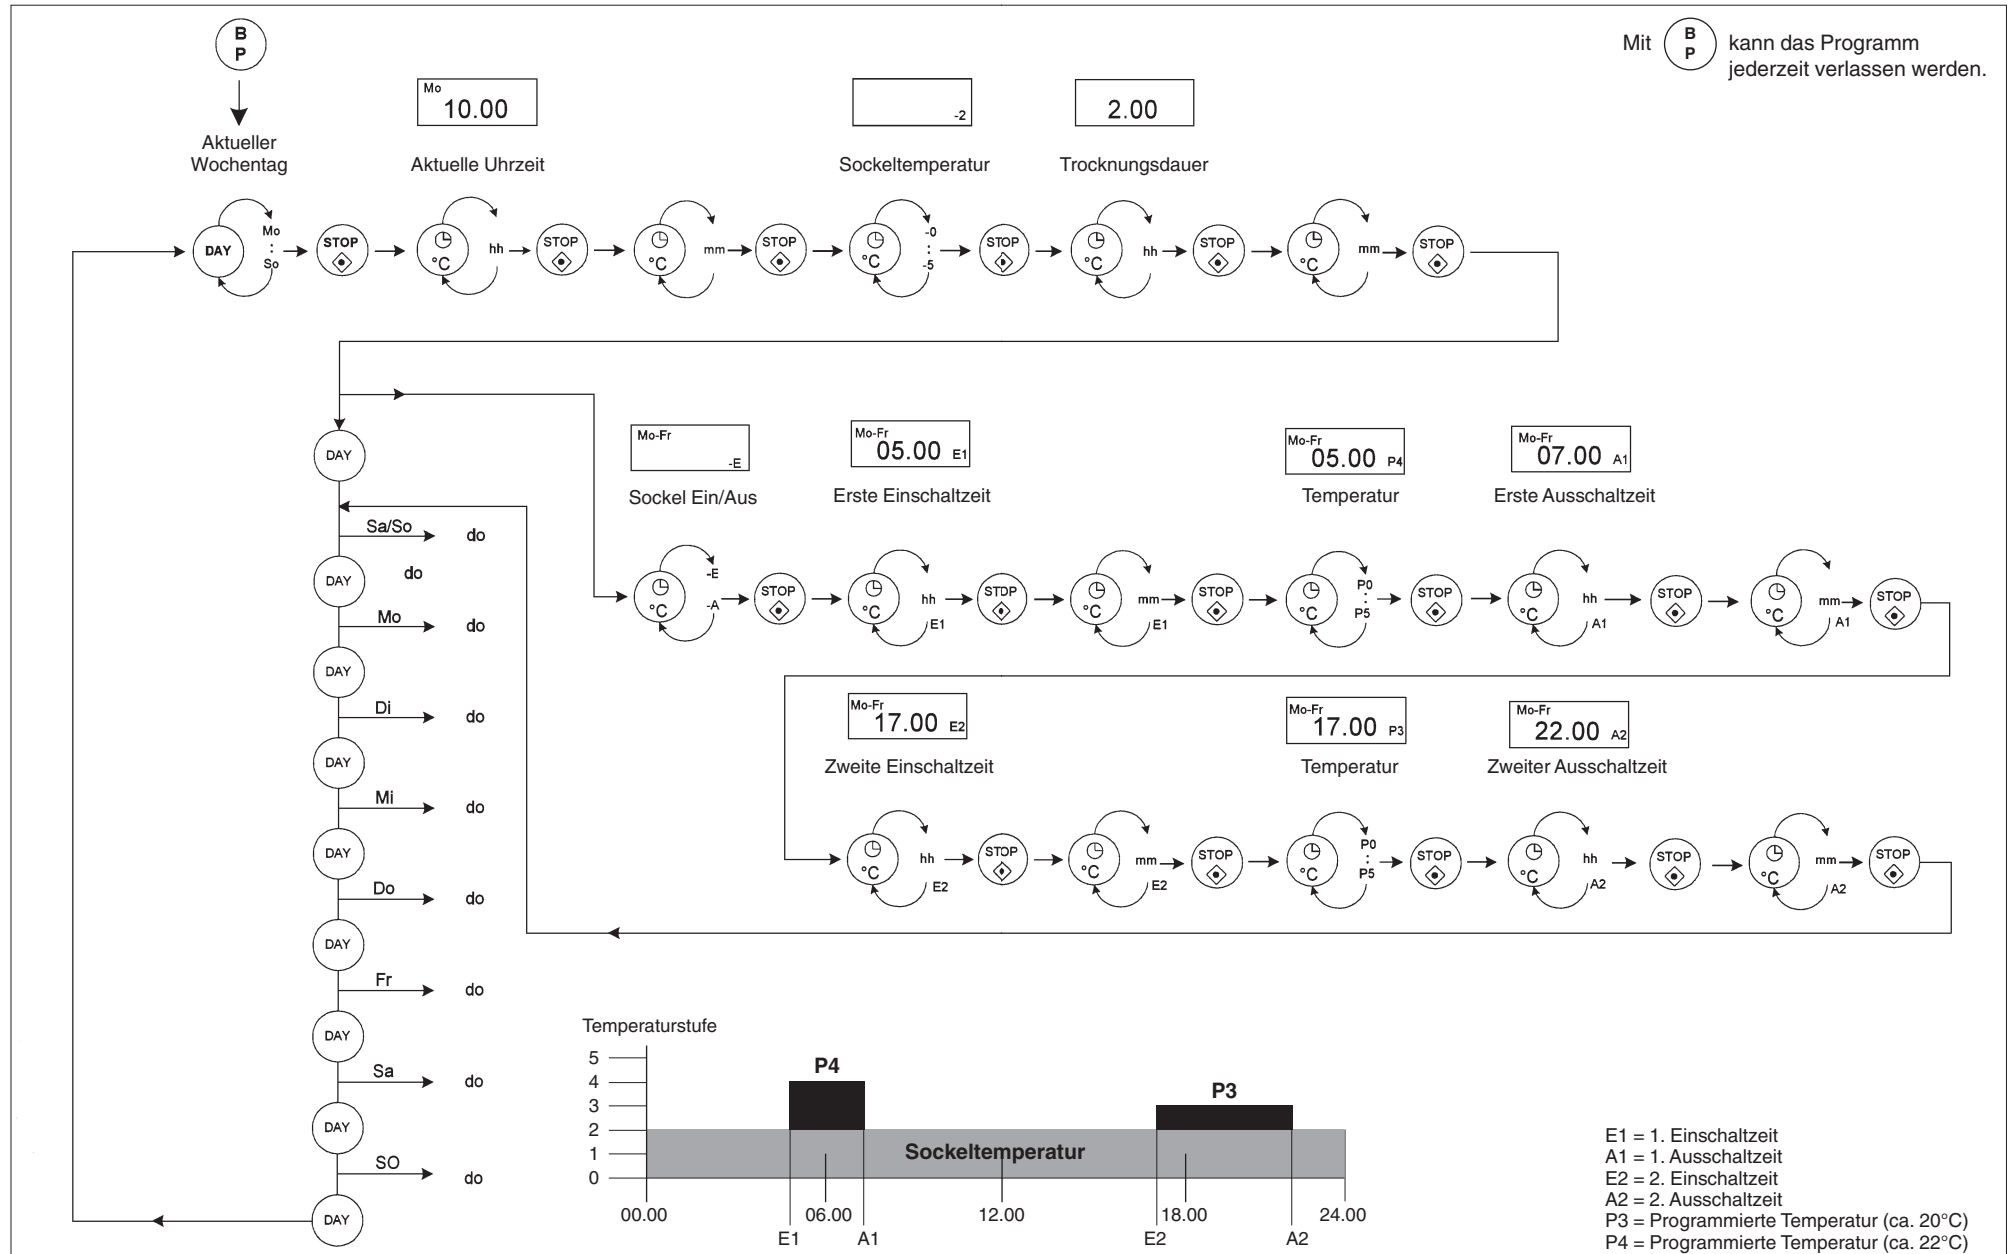 B
P
Mit B P kann das Programm
jederzeit verlassen werden.
Mo
10.00
-2
2.00
Aktueller
Wochentag
Aktuelle Uhrzeit
Sockeltemperatur
Trocknungsdauer
DAY
Mo
:
So
STOP
°C
hh
STOP
°C
mm
STOP
°C
-0
:
-5
STOP
°C
hh
STOP
°C
mm
STOP
Mo-Fr
-E
Mo-Fr
05.00 E1
Mo-Fr
05.00 P4
Mo-Fr
07.00 A1
Sockel Ein/Aus
Erste Einschaltzeit
Temperatur
Erste Ausschaltzeit
°C
-E
-A
STOP
°C
hh
E1
STOP
°C
mm
E1
STOP
°C
P0
:
P5
STOP
°C
hh
A1
STOP
°C
mm
A1
STOP
Mo-Fr
17.00 E2
Mo-Fr
17.00 P3
Mo-Fr
22.00 A2
Zweite Einschaltzeit
Temperatur
Zweiter Ausschaltzeit
°C
hh
E2
STOP
°C
mm
E2
STOP
°C
P0
:
P5
STOP
°C
hh
A2
STOP
°C
mm
A2
STOP
DAY
Sa/So do
DAY do
Mo do
DAY
Di do
DAY
Mi do
DAY
Do do
DAY
Fr do
DAY
Sa do
DAY
SO do
DAY
Temperaturstufe
5
4
3
2
1
0
P4
P3
Sockeltemperatur
00.00 06.00 12.00 18.00 24.00
E1 A1 E2 A2
E1 = 1. Einschaltzeit
A1 = 1. Ausschaltzeit
E2 = 2. Einschaltzeit
A2 = 2. Ausschaltzeit
P3 = Programmierte Temperatur (ca. 20°C)
P4 = Programmierte Temperatur (ca. 22°C)